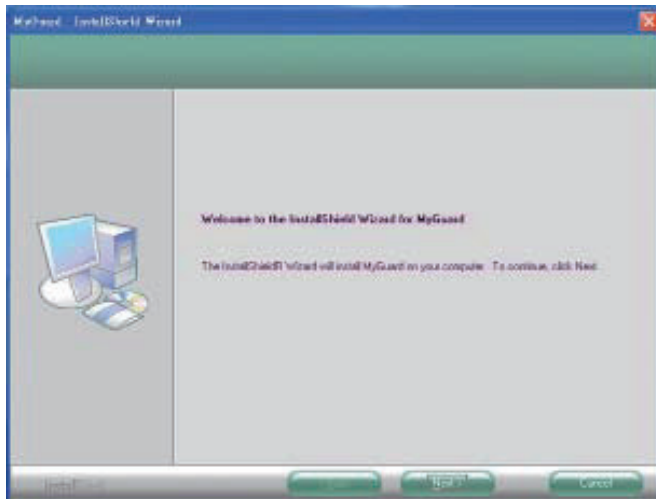 MyGuard - InstallShield Wizard
Welcome to the InstallShield Wizard for MyGuard
The InstallShieldR Wizard will install MyGuard on your computer. To continue, click Next.
InstallShield
Next >
Cancel